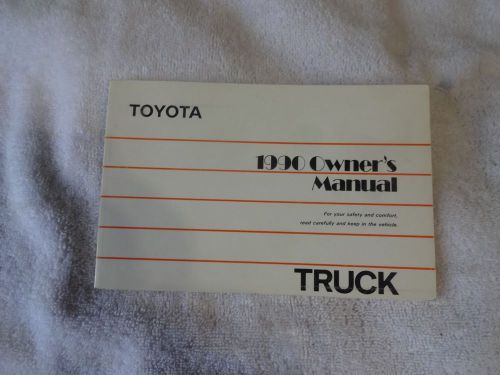 TOYOTA
1990 Owner's
Manual
For your safety and comfort,
read carefully and keep in the vehicle.
TRUCK